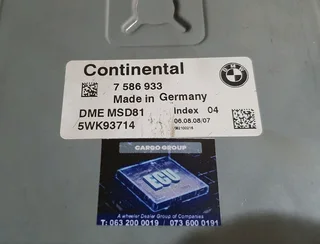 Continental
BMW
7 586 933
Made in Germany
DME MSD81
Index 04
5WK93714
06.08.08/07
CARGO GROUP
ECU
A wheeler Dealer Group of Companies
T: 063 200 0019 / 073 600 0191